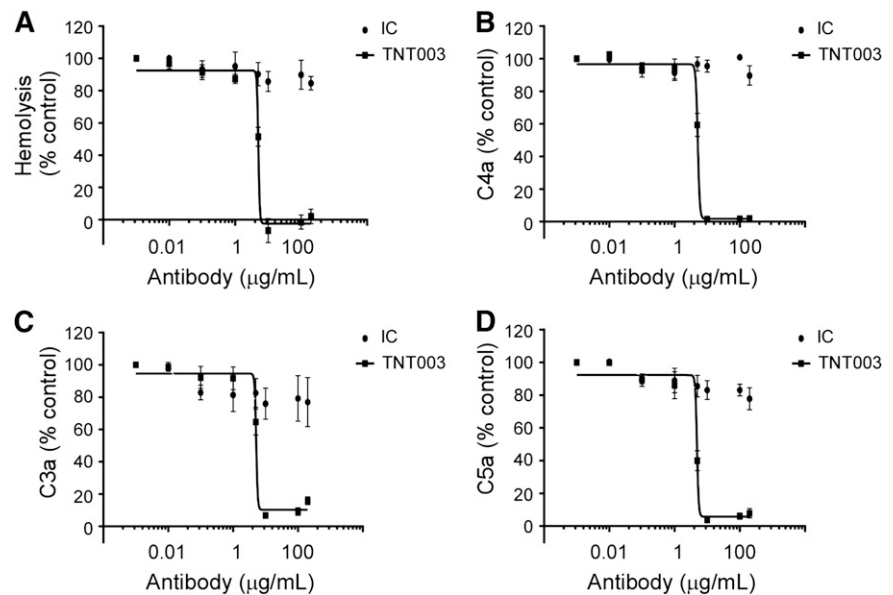 A
Hemolysis
(% control)
120
100
80
60
40
20
0
0.01 1 100
Antibody (μg/mL)
IC
TNT003
B
C4a (% control)
120
100
80
60
40
20
0
0.01 1 100
Antibody (μg/mL)
IC
TNT003
C
C3a (% control)
120
100
80
60
40
20
0
0.01 1 100
Antibody (μg/mL)
IC
TNT003
D
C5a (% control)
120
100
80
60
40
20
0
0.01 1 100
Antibody (μg/mL)
IC
TNT003